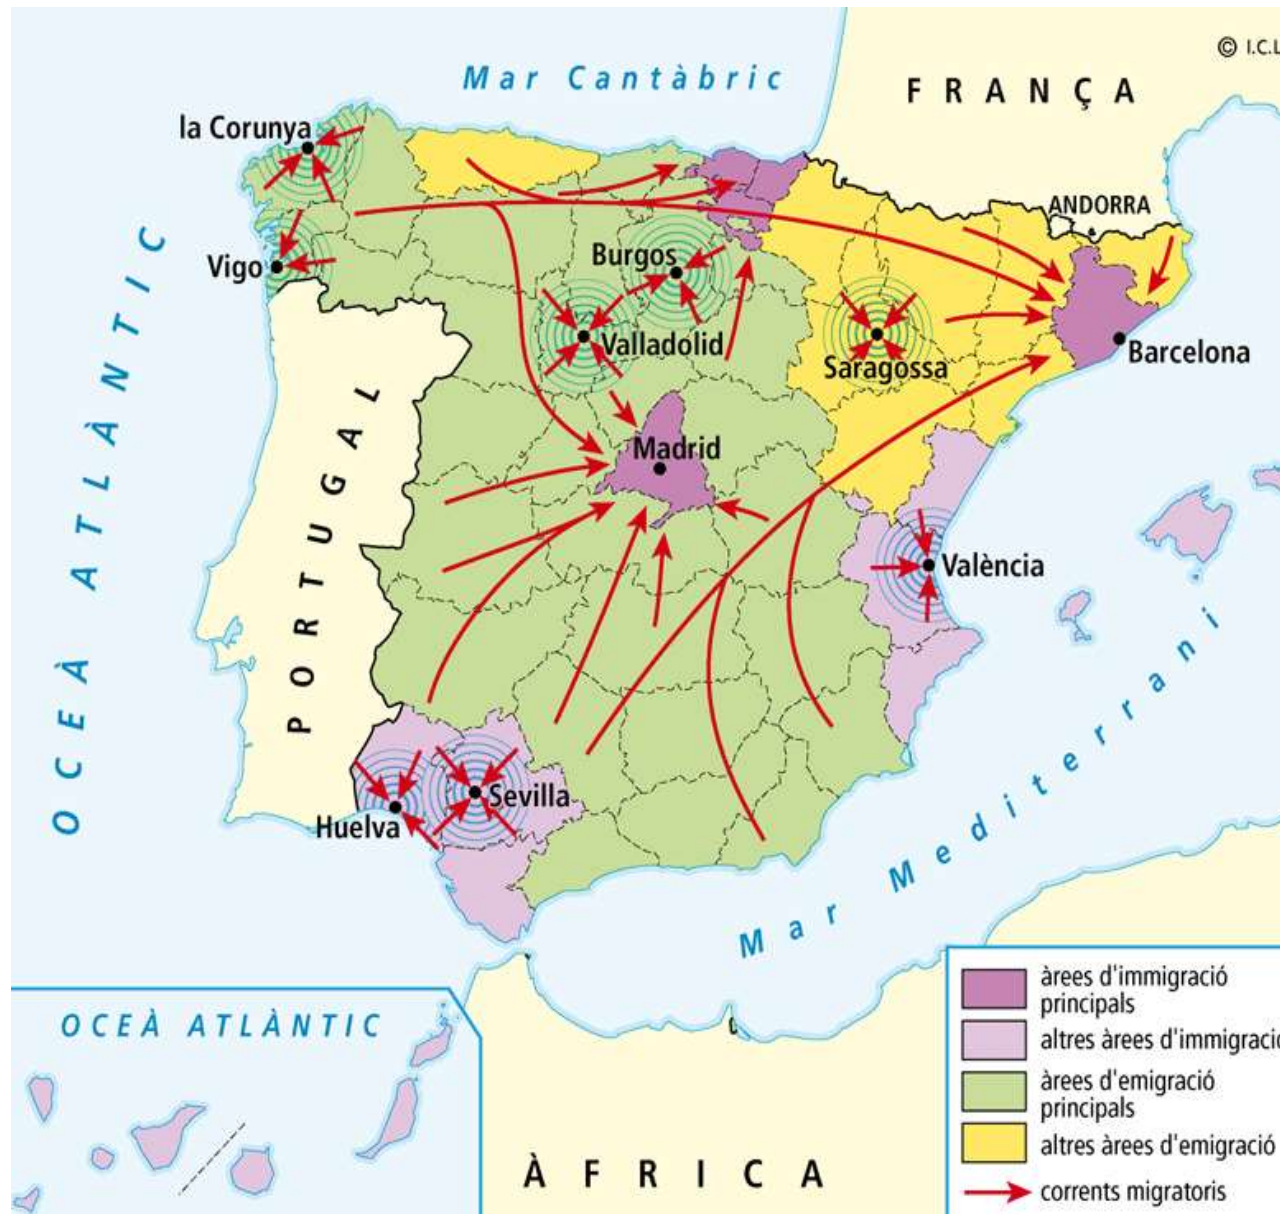 © I.C.L
Mar Cantàbric
FRANÇA
la Corunya
ANDORRA
Vigo
Burgos
Valladolid
Saragossa
Barcelona
OCEÀ ATLÀNTIC
PORTUGAL
Madrid
València
Sevilla
Huelva
Mar Mediterrani
OCEÀ ATLÀNTIC
ÀFRICA
àrees d'immigració
principals
altres àrees d'immigració
àrees d'emigració
principals
altres àrees d'emigració
corrents migratoris